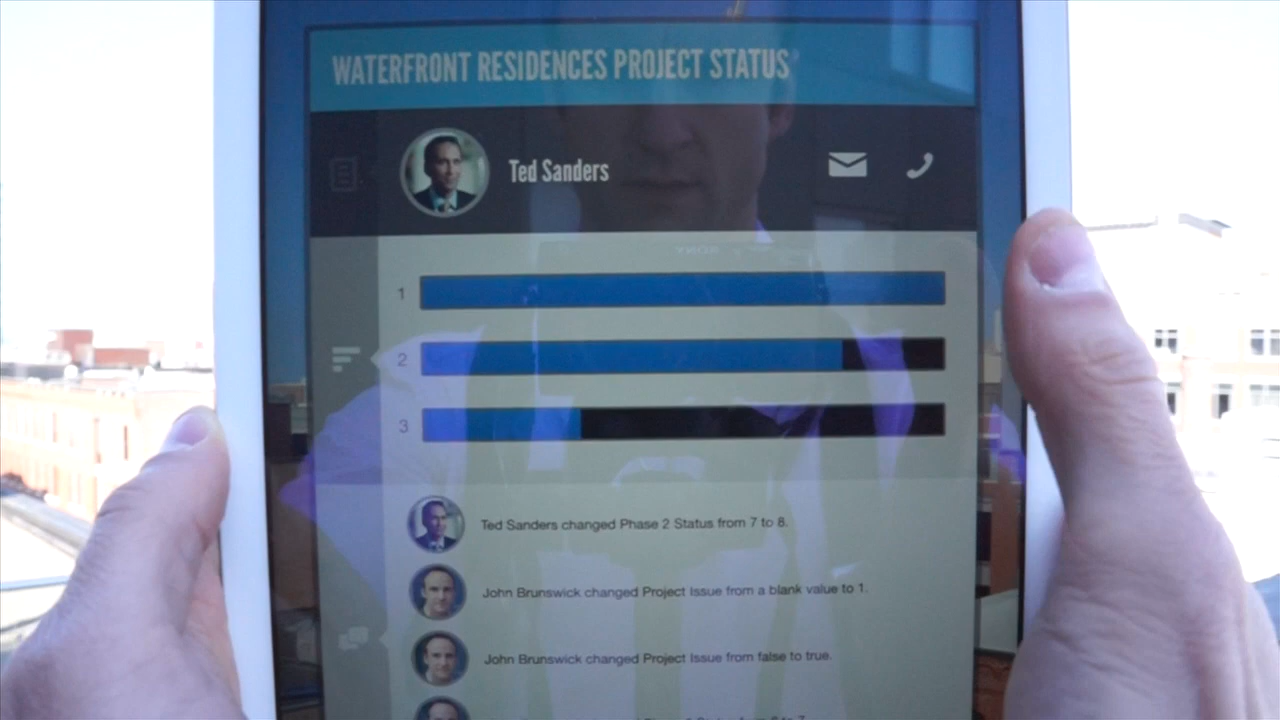 WATERFRONT RESIDENCES PROJECT STATUS
Ted Sanders
1
2
3
Ted Sanders changed Phase 2 Status from 7 to 8.
John Brunswick changed Project Issue from a blank value to 1.
John Brunswick changed Project Issue from false to true.